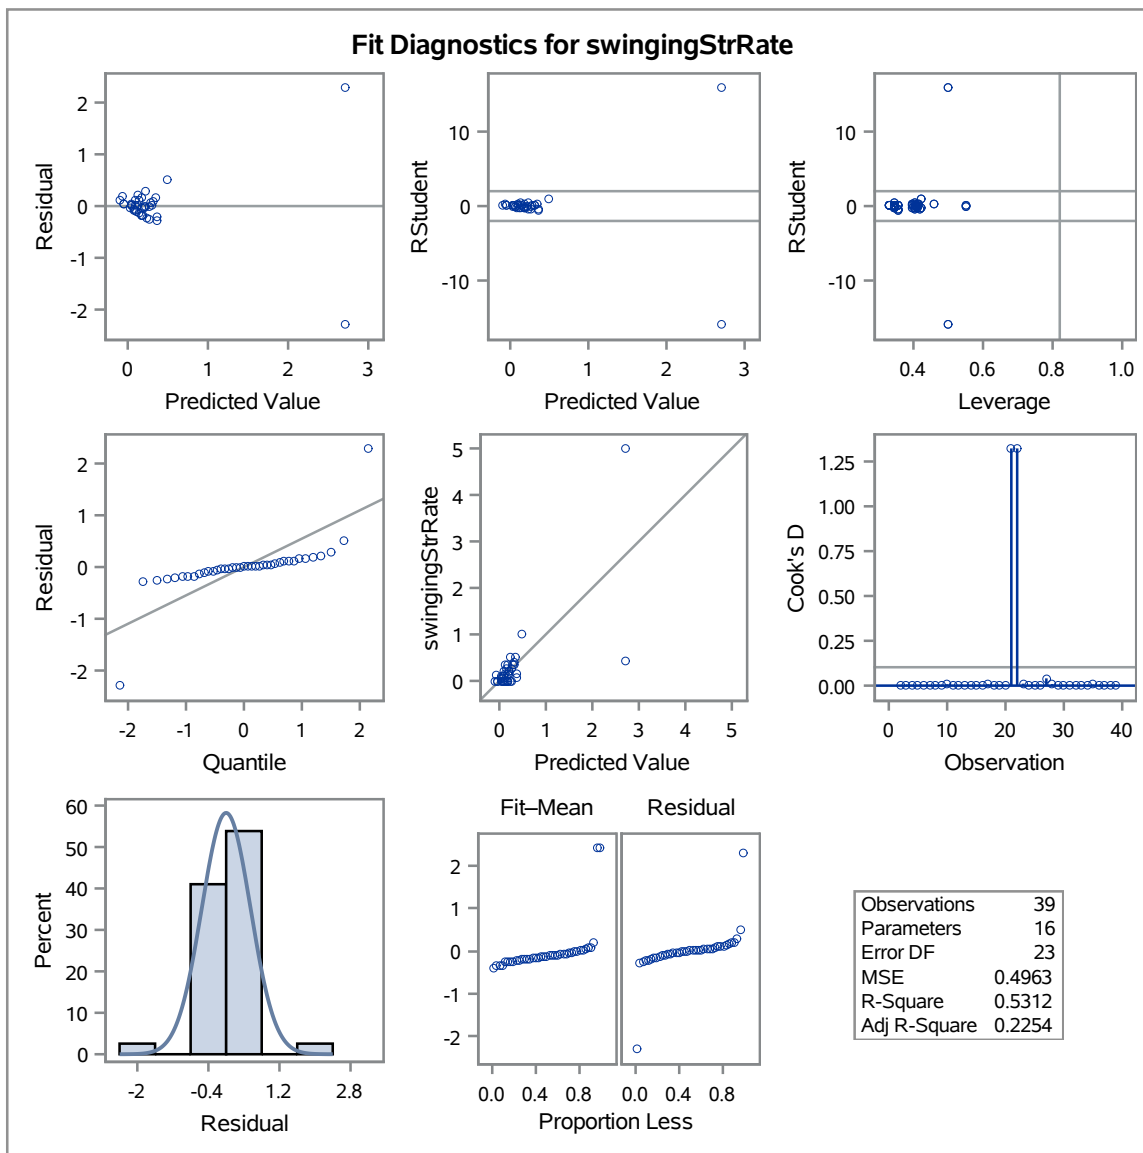 Fit Diagnostics for swingingStrRate
Residual
2
1
0
-1
-2
0 1 2 3
Predicted Value
RStudent
10
0
-10
0 1 2 3
Predicted Value
RStudent
10
0
-10
0.4 0.6 0.8 1.0
Leverage
Residual
2
1
0
-1
-2
-2 -1 0 1 2
Quantile
swingingStrRate
5
4
3
2
1
0
0 1 2 3 4 5
Predicted Value
Cook's D
1.25
1.00
0.75
0.50
0.25
0.00
0 10 20 30 40
Observation
Percent
60
50
40
30
20
10
0
-2 -0.4 1.2 2.8
Residual
Fit–Mean Residual
2
1
0
-1
-2
0.0 0.4 0.8 0.0 0.4 0.8
Proportion Less
Observations 39
Parameters 16
Error DF 23
MSE 0.4963
R-Square 0.5312
Adj R-Square 0.2254